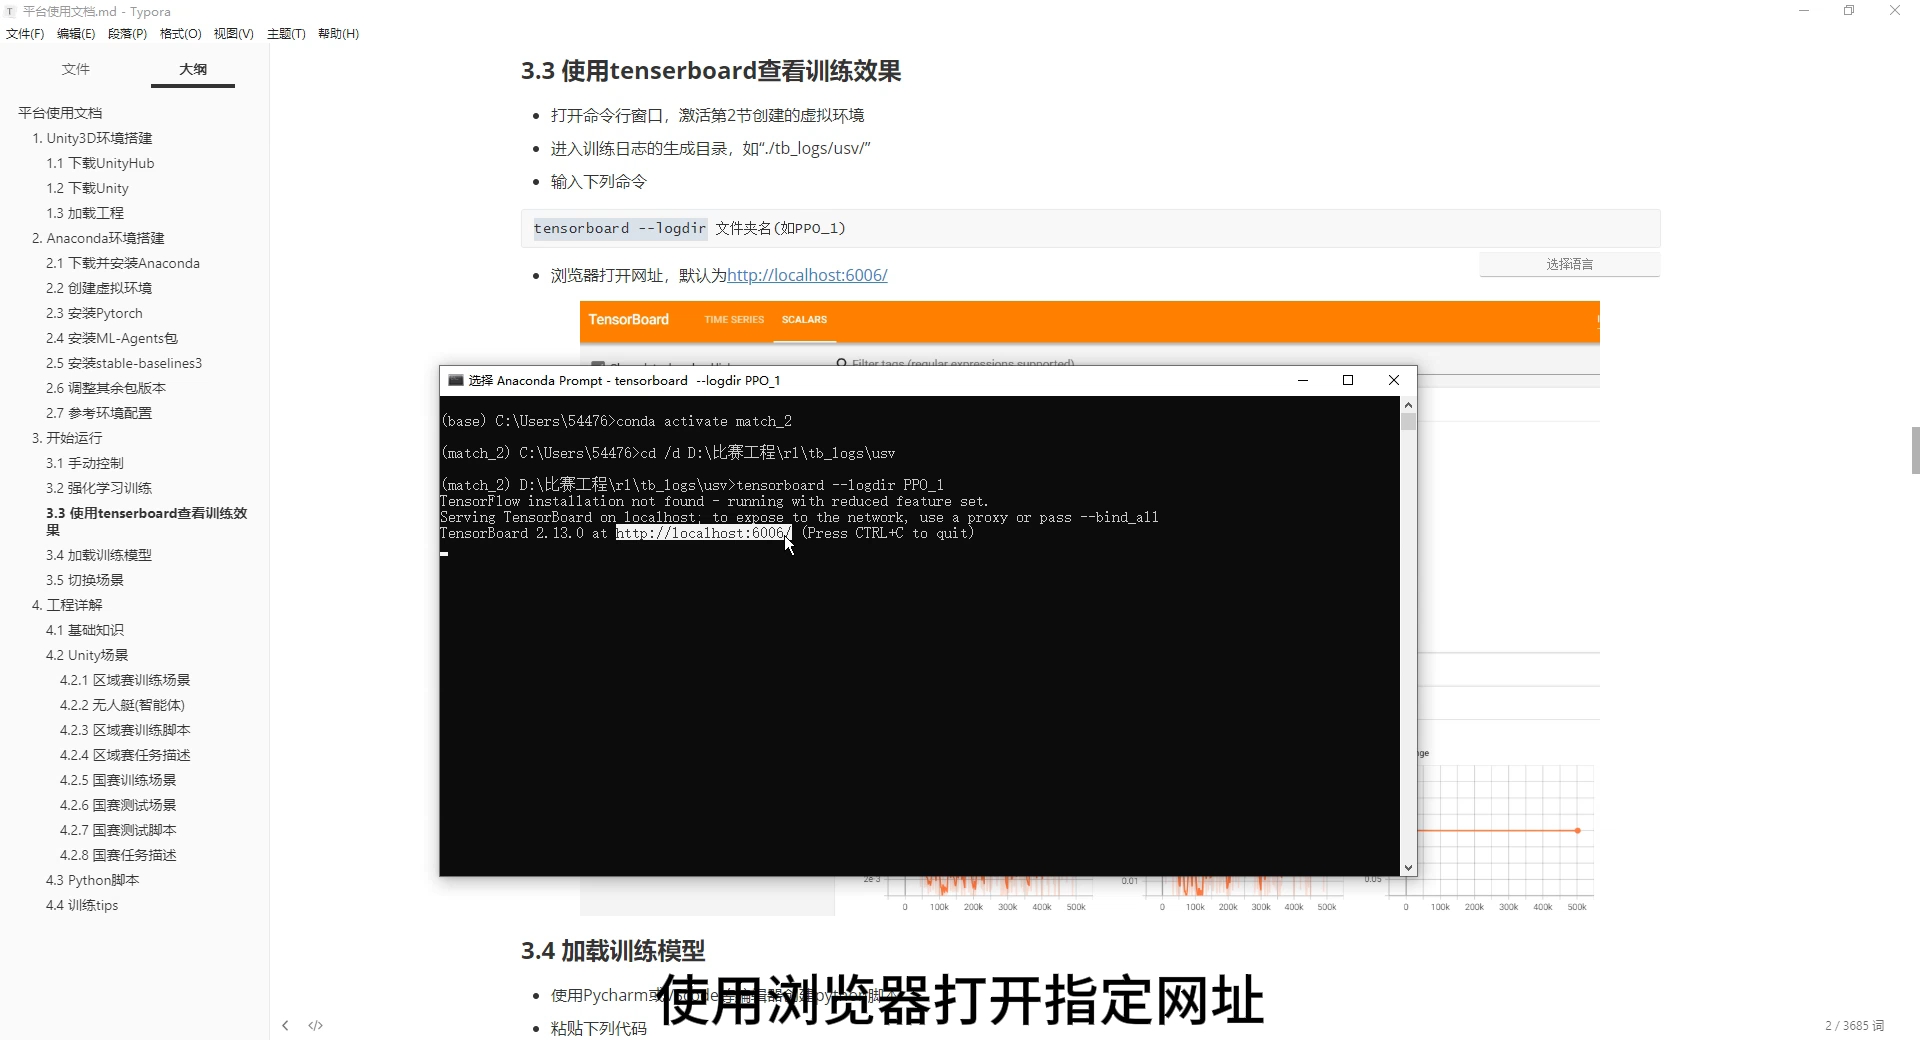 平台使用文档.md - Typora
文件(F) 编辑(E) 段落(P) 格式(O) 视图(V) 主题(T) 帮助(H)
文件 大纲
平台使用文档
1. Unity3D环境搭建
1.1 下载UnityHub
1.2 下载Unity
1.3 加载工程
2. Anaconda环境搭建
2.1 下载并安装Anaconda
2.2 创建虚拟环境
2.3 安装Pytorch
2.4 安装ML-Agents包
2.5 安装stable-baselines3
2.6 调整其余包版本
2.7 参考环境配置
3. 开始运行
3.1 手动控制
3.2 强化学习训练
3.3 使用tenserboard查看训练效
果
3.4 加载训练模型
3.5 切换场景
4. 工程详解
4.1 基础知识
4.2 Unity场景
4.2.1 区域赛训练场景
4.2.2 无人艇(智能体)
4.2.3 区域赛训练脚本
4.2.4 区域赛任务描述
4.2.5 国赛训练场景
4.2.6 国赛测试场景
4.2.7 国赛测试脚本
4.2.8 国赛任务描述
4.3 Python脚本
4.4 训练tips
3.3 使用tenserboard查看训练效果
打开命令行窗口，激活第2节创建的虚拟环境
进入训练日志的生成目录，如“./tb_logs/usv/”
输入下列命令
tensorboard --logdir 文件夹名(如PPO_1)
选择语言
浏览器打开网址，默认为http://localhost:6006/
TensorBoard TIME SERIES SCALARS
Filter tags (regular expressions supported)
选择 Anaconda Prompt - tensorboard --logdir PPO_1
(base) C:\Users\54476>conda activate match_2
(match_2) C:\Users\54476>cd /d D:\比赛工程\rl\tb_logs\usv
(match_2) D:\比赛工程\rl\tb_logs\usv>tensorboard --logdir PPO_1
TensorFlow installation not found - running with reduced feature set.
Serving TensorBoard on localhost; to expose to the network, use a proxy or pass --bind_all
TensorBoard 2.13.0 at http://localhost:6006/ (Press CTRL+C to quit)
2e-3 0.01 0.05
0 100k 200k 300k 400k 500k 0 100k 200k 300k 400k 500k 0 100k 200k 300k 400k 500k
3.4 加载训练模型
使用Pycharm或
使用浏览器打开指定网址
粘贴下列代码
2 / 3685 词